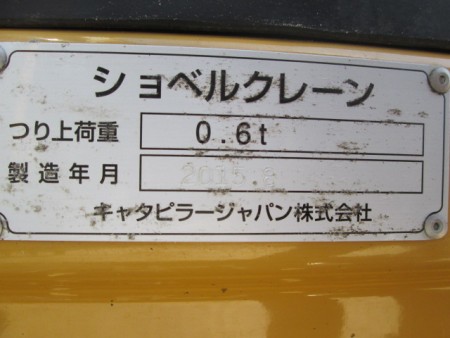 ショベルクレーン
つり上荷重 0.6t
製造年月 2015.
キャタピラージャパン株式会社